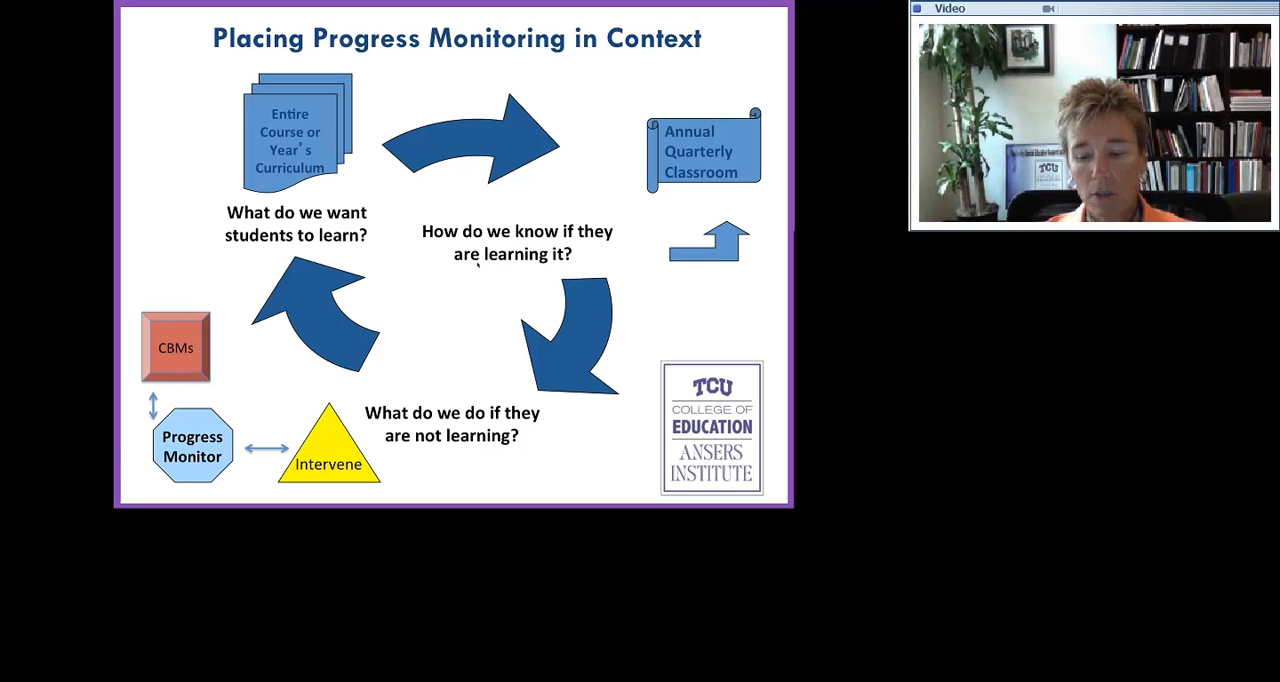 Placing Progress Monitoring in Context
Entire
Course or
Year's
Curriculum
Annual
Quarterly
Classroom
What do we want
students to learn?
How do we know if they
are learning it?
CBMs
Progress
Monitor
Intervene
What do we do if they
are not learning?
TCU
COLLEGE OF
EDUCATION
ANSERS
INSTITUTE
Video
TCU